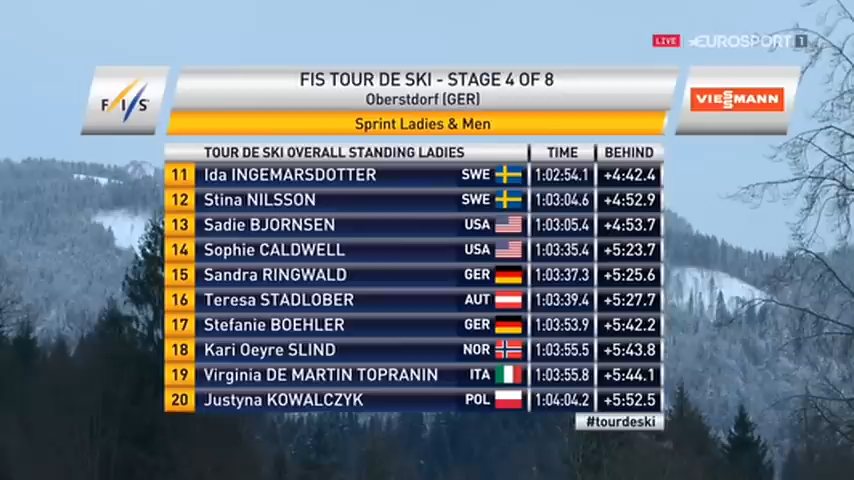 LIVE EUROSPORT 1
FIS TOUR DE SKI - STAGE 4 OF 8
Oberstdorf (GER)
FIS
VIESSMANN
Sprint Ladies & Men
TOUR DE SKI OVERALL STANDING LADIES TIME BEHIND
11 Ida INGEMARSDOTTER SWE 1:02:54.1 +4:42.4
12 Stina NILSSON SWE 1:03:04.6 +4:52.9
13 Sadie BJORNSEN USA 1:03:05.4 +4:53.7
14 Sophie CALDWELL USA 1:03:35.4 +5:23.7
15 Sandra RINGWALD GER 1:03:37.3 +5:25.6
16 Teresa STADLOBER AUT 1:03:39.4 +5:27.7
17 Stefanie BOEHLER GER 1:03:53.9 +5:42.2
18 Kari Oeyre SLIND NOR 1:03:55.5 +5:43.8
19 Virginia DE MARTIN TOPRANIN ITA 1:03:55.8 +5:44.1
20 Justyna KOWALCZYK POL 1:04:04.2 +5:52.5
#tourdeski